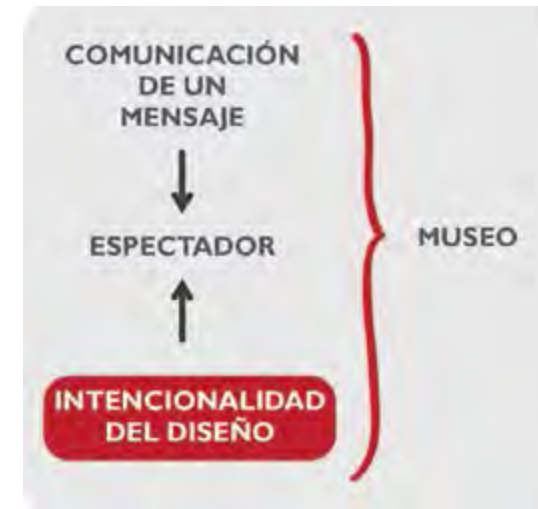 COMUNICACIÓN
DE UN
MENSAJE
ESPECTADOR
MUSEO
INTENCIONALIDAD
DEL DISEÑO